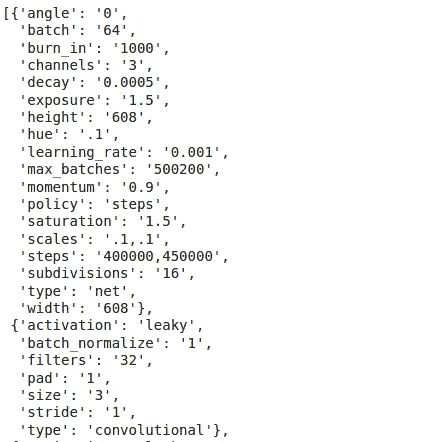 [{'angle': '0',
'batch': '64',
'burn_in': '1000',
'channels': '3',
'decay': '0.0005',
'exposure': '1.5',
'height': '608',
'hue': '.1',
'learning_rate': '0.001',
'max_batches': '500200',
'momentum': '0.9',
'policy': 'steps',
'saturation': '1.5',
'scales': '.1,.1',
'steps': '400000,450000',
'subdivisions': '16',
'type': 'net',
'width': '608'},
{'activation': 'leaky',
'batch_normalize': '1',
'filters': '32',
'pad': '1',
'size': '3',
'stride': '1',
'type': 'convolutional'},